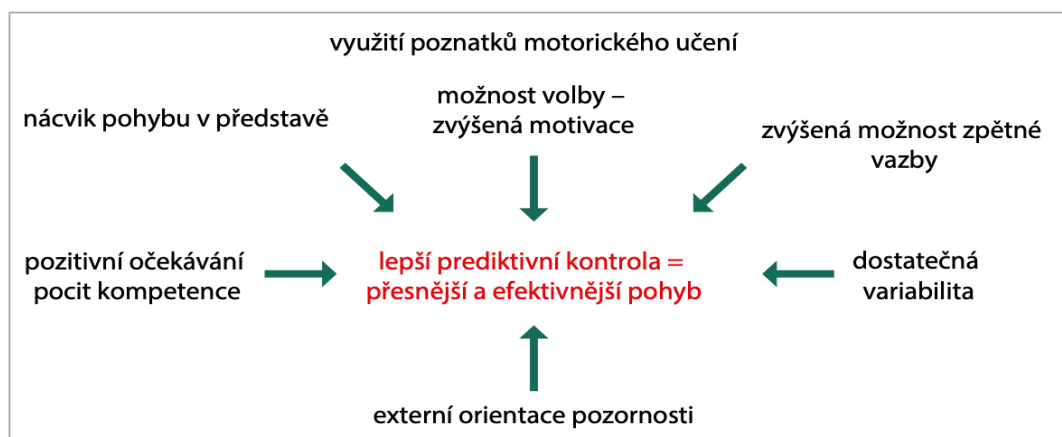 využití poznatků motorického učení
nácvik pohybu v představě
možnost volby –
zvýšená motivace
zvýšená možnost zpětné
vazby
pozitivní očekávání
pocit kompetence
lepší prediktivní kontrola =
přesnější a efektivnější pohyb
dostatečná
variabilita
externí orientace pozornosti